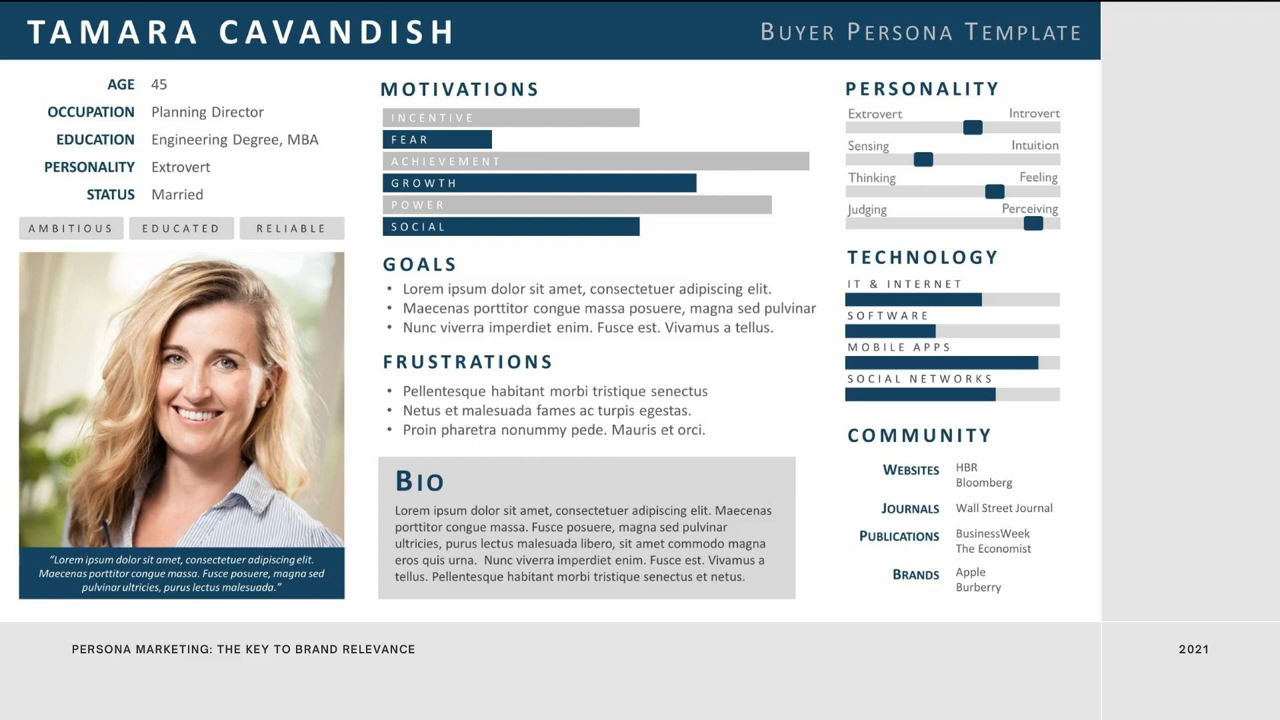 TAMARA CAVANDISH
BUYER PERSONA TEMPLATE
AGE 45
OCCUPATION Planning Director
EDUCATION Engineering Degree, MBA
PERSONALITY Extrovert
STATUS Married
AMBITIOUS EDUCATED RELIABLE
"Lorem ipsum dolor sit amet, consectetuer adipiscing elit.
Maecenas porttitor congue massa. Fusce posuere, magna sed
pulvinar ultricies, purus lectus malesuada."
MOTIVATIONS
INCENTIVE
FEAR
ACHIEVEMENT
GROWTH
POWER
SOCIAL
GOALS
• Lorem ipsum dolor sit amet, consectetuer adipiscing elit.
• Maecenas porttitor congue massa posuere, magna sed pulvinar
• Nunc viverra imperdiet enim. Fusce est. Vivamus a tellus.
FRUSTRATIONS
• Pellentesque habitant morbi tristique senectus
• Netus et malesuada fames ac turpis egestas.
• Proin pharetra nonummy pede. Mauris et orci.
BIO
Lorem ipsum dolor sit amet, consectetuer adipiscing elit. Maecenas
porttitor congue massa. Fusce posuere, magna sed pulvinar
ultricies, purus lectus malesuada libero, sit amet commodo magna
eros quis urna. Nunc viverra imperdiet enim. Fusce est. Vivamus a
tellus. Pellentesque habitant morbi tristique senectus et netus.
PERSONALITY
Extrovert Introvert
Sensing Intuition
Thinking Feeling
Judging Perceiving
TECHNOLOGY
IT & INTERNET
SOFTWARE
MOBILE APPS
SOCIAL NETWORKS
COMMUNITY
WEBSITES HBR
Bloomberg
JOURNALS Wall Street Journal
PUBLICATIONS BusinessWeek
The Economist
BRANDS Apple
Burberry
PERSONA MARKETING: THE KEY TO BRAND RELEVANCE
2021